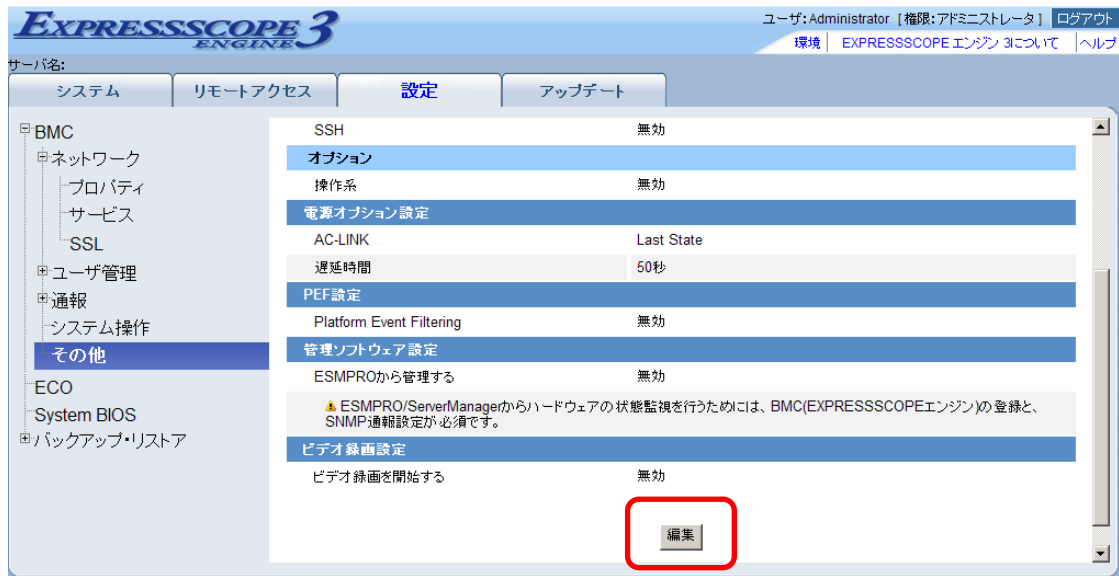 EXPRESSSCOPE 3
ENGINE
ユーザ:Administrator [権限:アドミニストレータ] ログアウト
環境 EXPRESSSCOPE エンジン 3について ヘルプ
サーバ名:
システム リモートアクセス 設定 アップデート
BMC
ネットワーク
プロパティ
サービス
SSL
ユーザ管理
通報
システム操作
その他
ECO
System BIOS
バックアップ・リストア
SSH 無効
オプション
操作系 無効
電源オプション設定
AC-LINK Last State
遅延時間 50秒
PEF設定
Platform Event Filtering 無効
管理ソフトウェア設定
ESMPROから管理する 無効
ESMPRO/ServerManagerからハードウェアの状態監視を行うためには、BMC(EXPRESSSCOPEエンジン)の登録と、
SNMP通報設定が必須です。
ビデオ録画設定
ビデオ録画を開始する 無効
編集